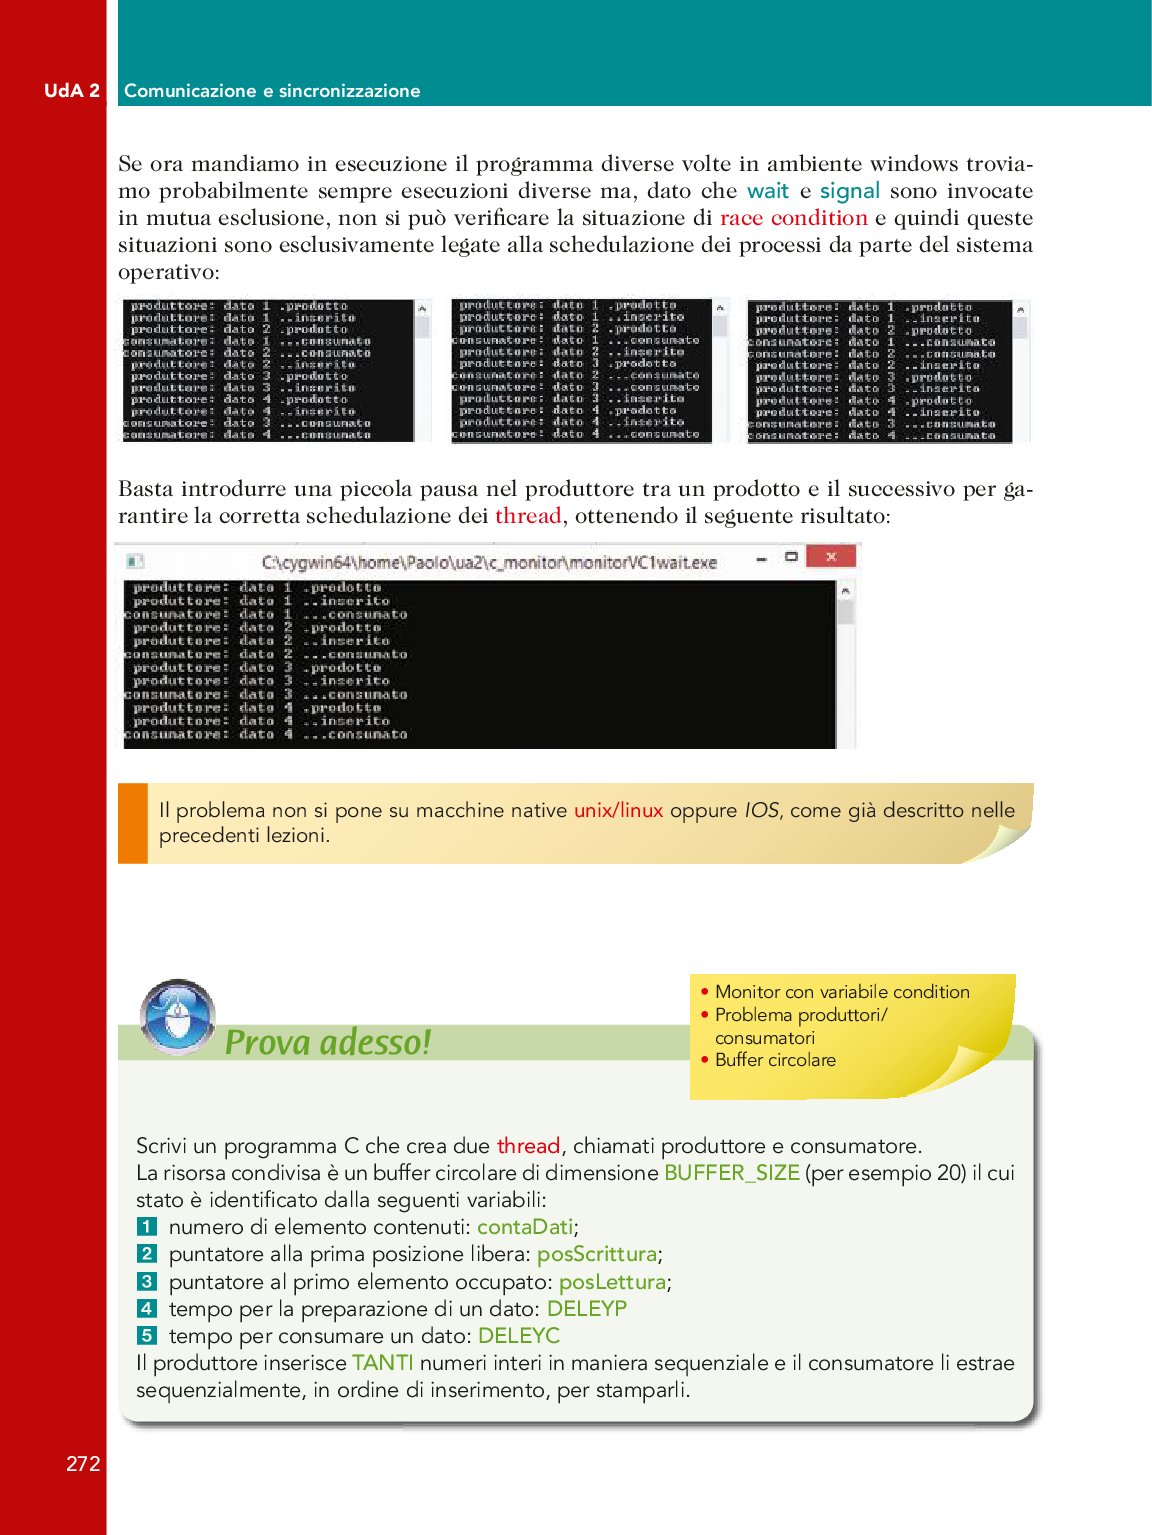 UdA 2 Comunicazione e sincronizzazione
Se ora mandiamo in esecuzione il programma diverse volte in ambiente windows trovia-
mo probabilmente sempre esecuzioni diverse ma, dato che wait e signal sono invocate
in mutua esclusione, non si può verificare la situazione di race condition e quindi queste
situazioni sono esclusivamente legate alla schedulazione dei processi da parte del sistema
operativo:
produttore: dato 1 .prodotto
produttore: dato 1 ..inserito
produttore: dato 2 .prodotto
consumatore: dato 1 ...consumato
consumatore: dato 2 ...consumato
produttore: dato 2 ..inserito
produttore: dato 3 .prodotto
produttore: dato 3 ..inserito
produttore: dato 4 .prodotto
produttore: dato 4 ..inserito
consumatore: dato 3 ...consumato
consumatore: dato 4 ...consumato
produttore: dato 1 .prodotto
produttore: dato 1 ..inserito
produttore: dato 2 .prodotto
consumatore: dato 1 ...consumato
produttore: dato 2 ..inserito
produttore: dato 3 .prodotto
consumatore: dato 2 ...consumato
consumatore: dato 3 ...consumato
produttore: dato 3 ..inserito
produttore: dato 4 .prodotto
produttore: dato 4 ..inserito
consumatore: dato 4 ...consumato
produttore: dato 1 .prodotto
produttore: dato 1 ..inserito
produttore: dato 2 .prodotto
consumatore: dato 1 ...consumato
consumatore: dato 2 ...consumato
produttore: dato 2 ..inserito
produttore: dato 3 .prodotto
produttore: dato 3 ..inserito
produttore: dato 4 .prodotto
produttore: dato 4 ..inserito
consumatore: dato 3 ...consumato
consumatore: dato 4 ...consumato
Basta introdurre una piccola pausa nel produttore tra un prodotto e il successivo per ga-
rantire la corretta schedulazione dei thread, ottenendo il seguente risultato:
C:\cygwin64\home\Paolo\ua2\c_monitor\monitorVC1wait.exe
produttore: dato 1 .prodotto
produttore: dato 1 ..inserito
consumatore: dato 1 ...consumato
produttore: dato 2 .prodotto
produttore: dato 2 ..inserito
consumatore: dato 2 ...consumato
produttore: dato 3 .prodotto
produttore: dato 3 ..inserito
consumatore: dato 3 ...consumato
produttore: dato 4 .prodotto
produttore: dato 4 ..inserito
consumatore: dato 4 ...consumato
Il problema non si pone su macchine native unix/linux oppure IOS, come già descritto nelle
precedenti lezioni.
Prova adesso!
• Monitor con variabile condition
• Problema produttori/
consumatori
• Buffer circolare
Scrivi un programma C che crea due thread, chiamati produttore e consumatore.
La risorsa condivisa è un buffer circolare di dimensione BUFFER_SIZE (per esempio 20) il cui
stato è identificato dalla seguenti variabili:
1 numero di elemento contenuti: contaDati;
2 puntatore alla prima posizione libera: posScrittura;
3 puntatore al primo elemento occupato: posLettura;
4 tempo per la preparazione di un dato: DELEYP
5 tempo per consumare un dato: DELEYC
Il produttore inserisce TANTI numeri interi in maniera sequenziale e il consumatore li estrae
sequenzialmente, in ordine di inserimento, per stamparli.
272